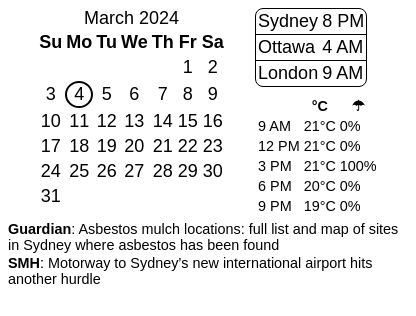 March 2024
Su Mo Tu We Th Fr Sa
1 2
3 4 5 6 7 8 9
10 11 12 13 14 15 16
17 18 19 20 21 22 23
24 25 26 27 28 29 30
31
Sydney 8 PM
Ottawa 4 AM
London 9 AM
°C ☂
9 AM 21°C 0%
12 PM 21°C 0%
3 PM 21°C 100%
6 PM 20°C 0%
9 PM 19°C 0%
Guardian: Asbestos mulch locations: full list and map of sites
in Sydney where asbestos has been found
SMH: Motorway to Sydney’s new international airport hits
another hurdle